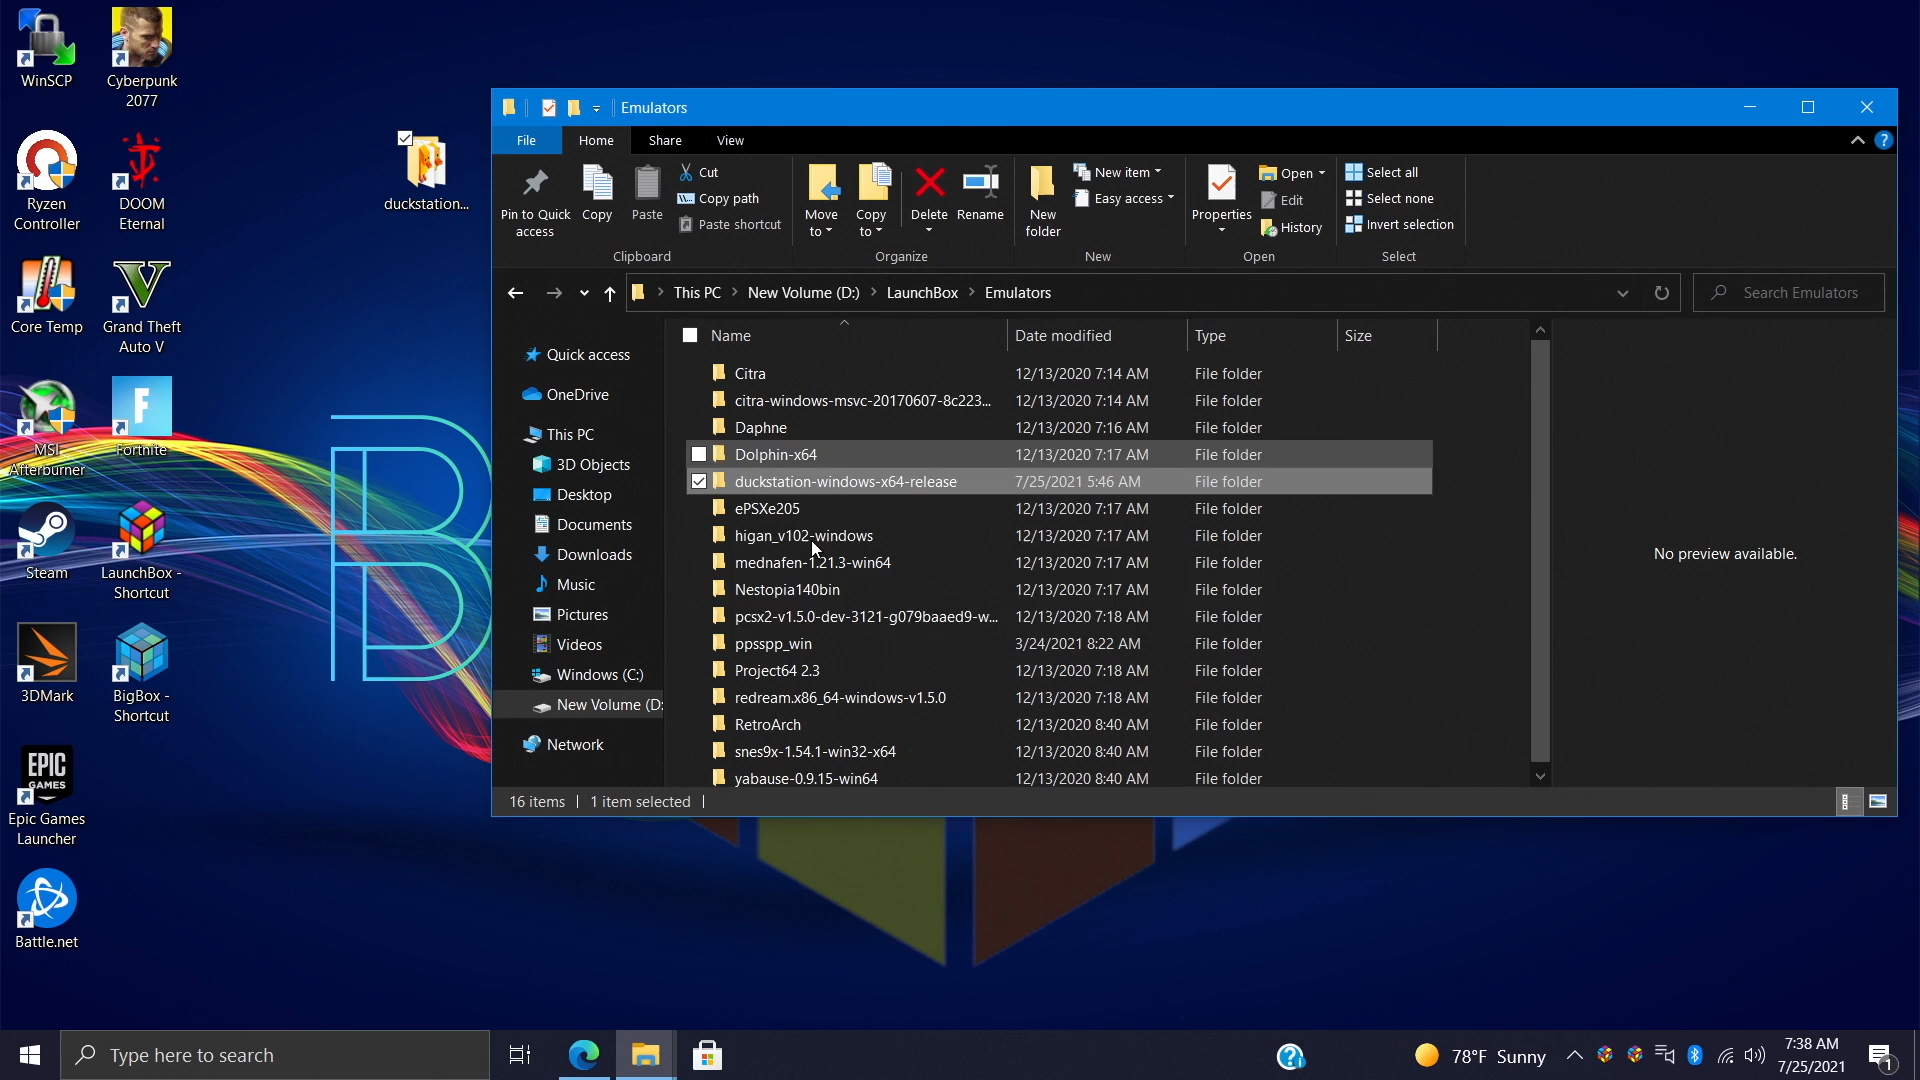 WinSCP
Cyberpunk
2077
Ryzen
Controller
DOOM
Eternal
Core Temp
Grand Theft
Auto V
MSI
Afterburner
Fortnite
Steam
LaunchBox -
Shortcut
3DMark
BigBox -
Shortcut
EPIC
GAMES
Epic Games
Launcher
Battle.net
duckstation...
Emulators
File
Home
Share
View
Pin to Quick
access
Copy
Paste
Cut
Copy path
Paste shortcut
Clipboard
Move
to
Copy
to
Delete
Rename
Organize
New
folder
New item
Easy access
New
Properties
Open
Edit
History
Open
Select all
Select none
Invert selection
Select
This PC > New Volume (D:) > LaunchBox > Emulators
Search Emulators
Quick access
OneDrive
This PC
3D Objects
Desktop
Documents
Downloads
Music
Pictures
Videos
Windows (C:)
New Volume (D:
Network
Name Date modified Type Size
Citra 12/13/2020 7:14 AM File folder
citra-windows-msvc-20170607-8c223... 12/13/2020 7:14 AM File folder
Daphne 12/13/2020 7:16 AM File folder
Dolphin-x64 12/13/2020 7:17 AM File folder
duckstation-windows-x64-release 7/25/2021 5:46 AM File folder
ePSXe205 12/13/2020 7:17 AM File folder
higan_v102-windows 12/13/2020 7:17 AM File folder
mednafen-1.21.3-win64 12/13/2020 7:17 AM File folder
Nestopia140bin 12/13/2020 7:17 AM File folder
pcsx2-v1.5.0-dev-3121-g079baaed9-w... 12/13/2020 7:18 AM File folder
ppsspp_win 3/24/2021 8:22 AM File folder
Project64 2.3 12/13/2020 7:18 AM File folder
redream.x86_64-windows-v1.5.0 12/13/2020 7:18 AM File folder
RetroArch 12/13/2020 8:40 AM File folder
snes9x-1.54.1-win32-x64 12/13/2020 8:40 AM File folder
yabause-0.9.15-win64 12/13/2020 8:40 AM File folder
No preview available.
16 items 1 item selected
Type here to search
78°F Sunny
7:38 AM
7/25/2021
1